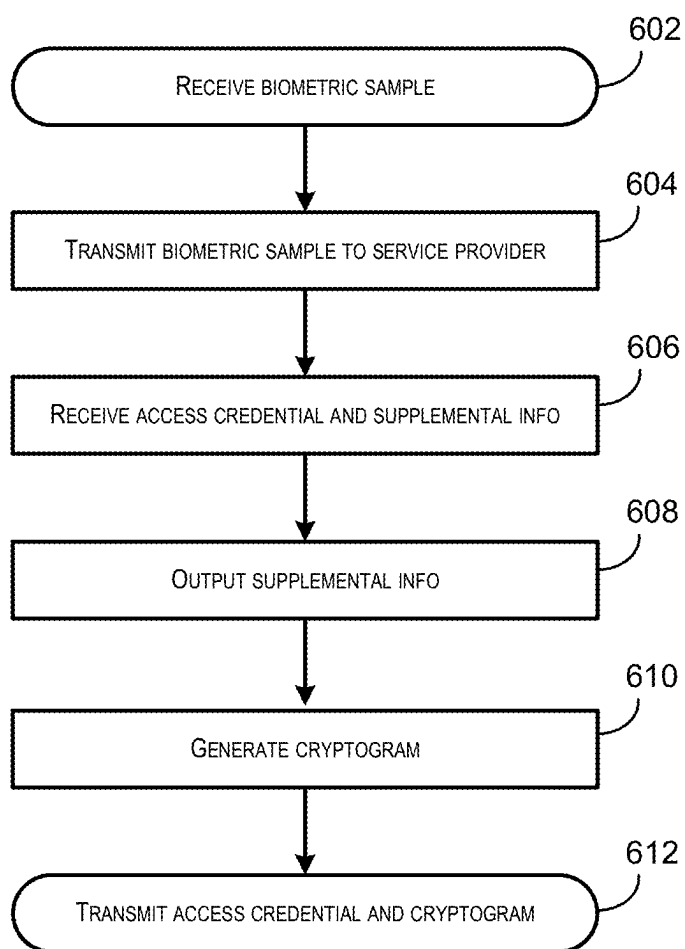 602
RECEIVE BIOMETRIC SAMPLE
604
TRANSMIT BIOMETRIC SAMPLE TO SERVICE PROVIDER
606
RECEIVE ACCESS CREDENTIAL AND SUPPLEMENTAL INFO
608
OUTPUT SUPPLEMENTAL INFO
610
GENERATE CRYPTOGRAM
612
TRANSMIT ACCESS CREDENTIAL AND CRYPTOGRAM